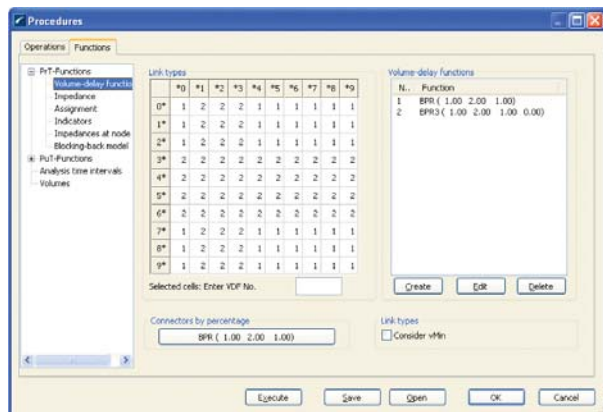 Procedures
Operations Functions
PrT-Functions
Volume-delay functio
Impedance
Assignment
Indicators
Impedances at node
Blocking-back model
PuT-Functions
Analysis time intervals
Volumes
Link types
*0 *1 *2 *3 *4 *5 *6 *7 *8 *9
0* 1 2 2 2 1 1 1 1 1 1
1* 1 2 2 2 1 1 1 1 1 1
2* 1 2 2 2 1 1 1 1 1 1
3* 2 2 2 2 2 2 2 2 2 2
4* 2 2 2 2 2 2 2 2 2 2
5* 2 2 2 2 2 2 2 2 2 2
6* 2 2 2 2 2 2 2 2 2 2
7* 1 2 2 2 1 1 1 1 1 1
8* 1 2 2 2 1 1 1 1 1 1
9* 1 2 2 2 1 1 1 1 1 1
Selected cells: Enter VDF No.
Connectors by percentage
BPR ( 1.00 2.00 1.00)
Volume-delay functions
N.. Function
1 BPR ( 1.00 2.00 1.00)
2 BPR3 ( 1.00 2.00 1.00 0.00)
Create Edit Delete
Link types
Consider vMin
Execute Save Open OK Cancel